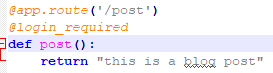 @app.route('/post')
@login_required
def post():
    return "this is a blog post"